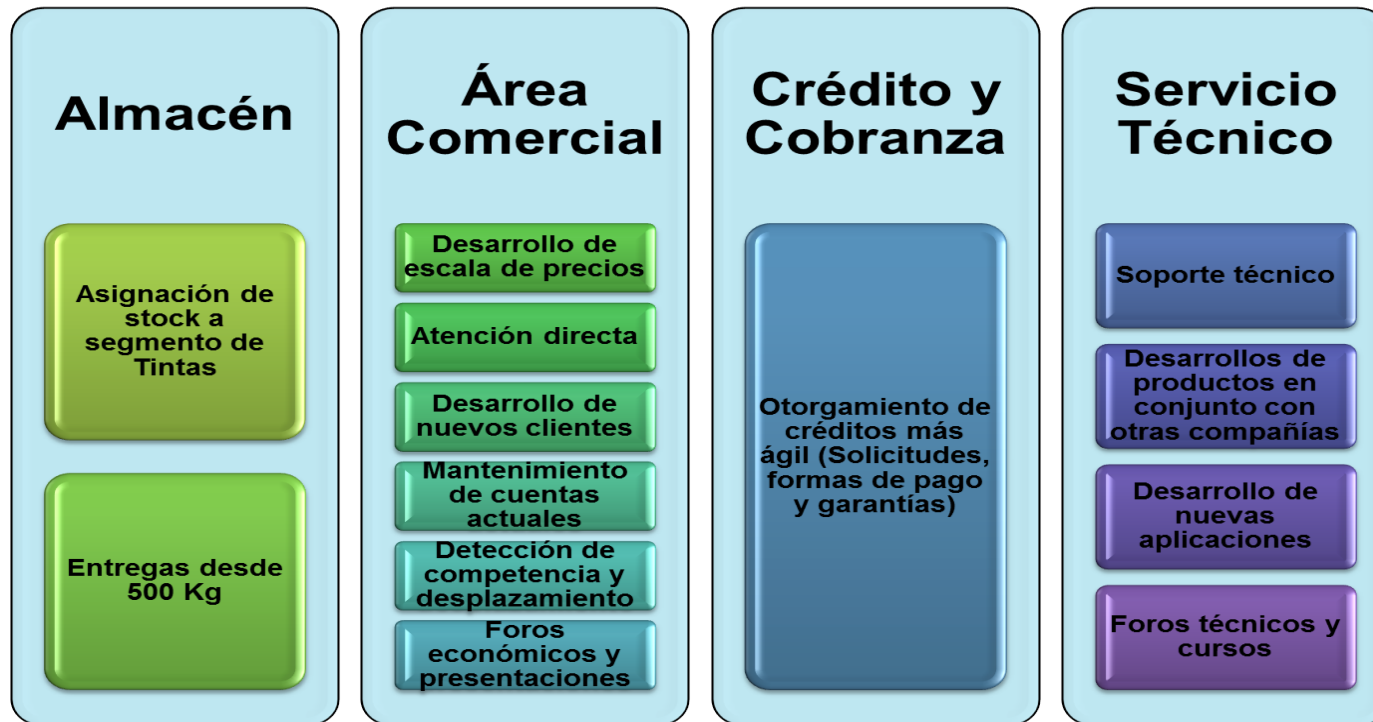 Almacén
Asignación de
stock a
segmento de
Tintas
Entregas desde
500 Kg
Área
Comercial
Desarrollo de
escala de precios
Atención directa
Desarrollo de
nuevos clientes
Mantenimiento
de cuentas
actuales
Detección de
competencia y
desplazamiento
Foros
económicos y
presentaciones
Crédito y
Cobranza
Otorgamiento de
créditos más
ágil (Solicitudes,
formas de pago
y garantías)
Servicio
Técnico
Soporte técnico
Desarrollos de
productos en
conjunto con
otras compañías
Desarrollo de
nuevas
aplicaciones
Foros técnicos y
cursos